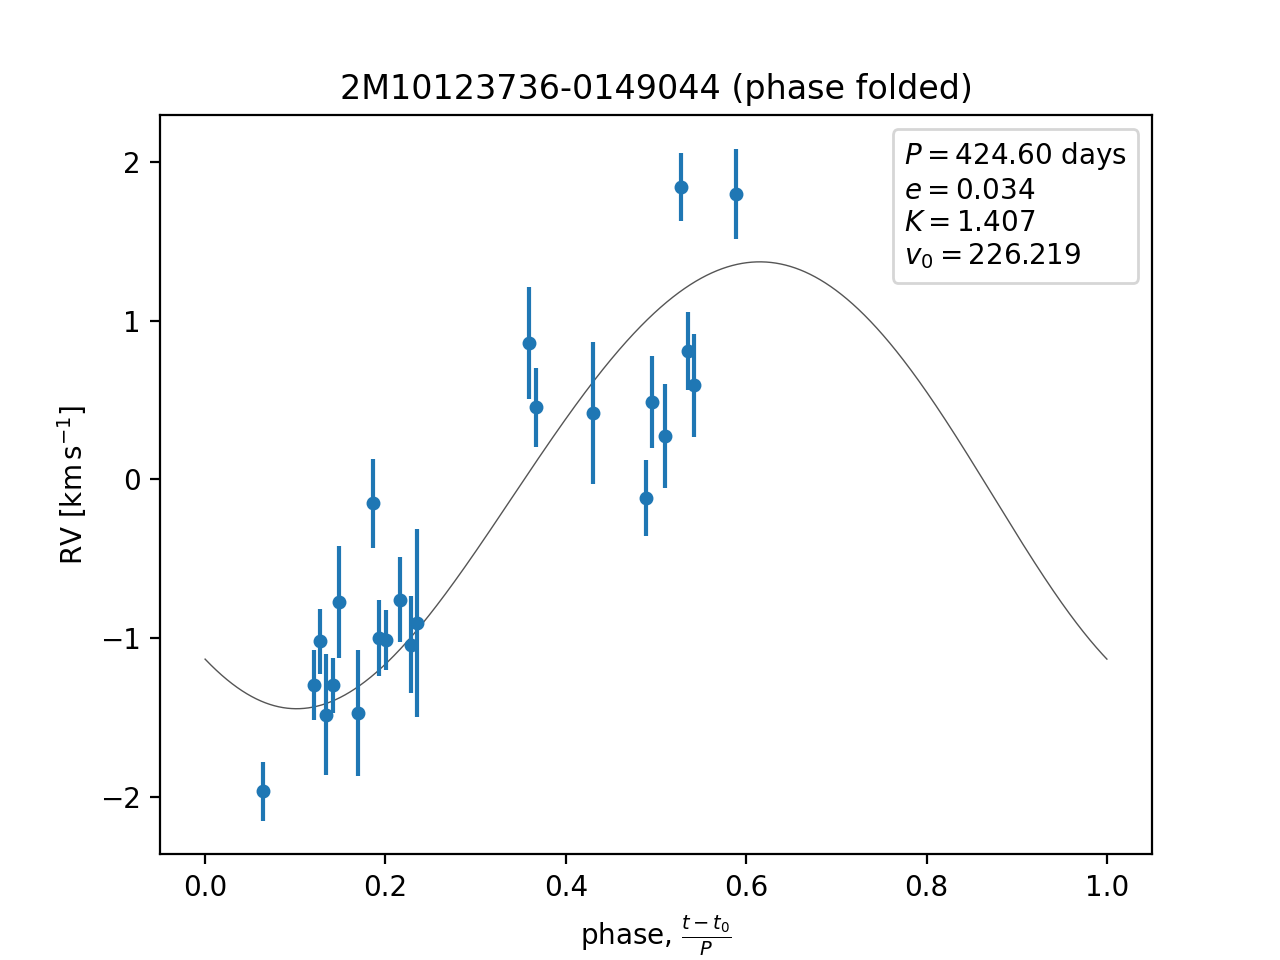 2M10123736-0149044 (phase folded)
P = 424.60 days
e = 0.034
K = 1.407
v₀ = 226.219
2
1
0
−1
−2
RV [km s⁻¹]
0.0 0.2 0.4 0.6 0.8 1.0
phase, (t − t₀)/P